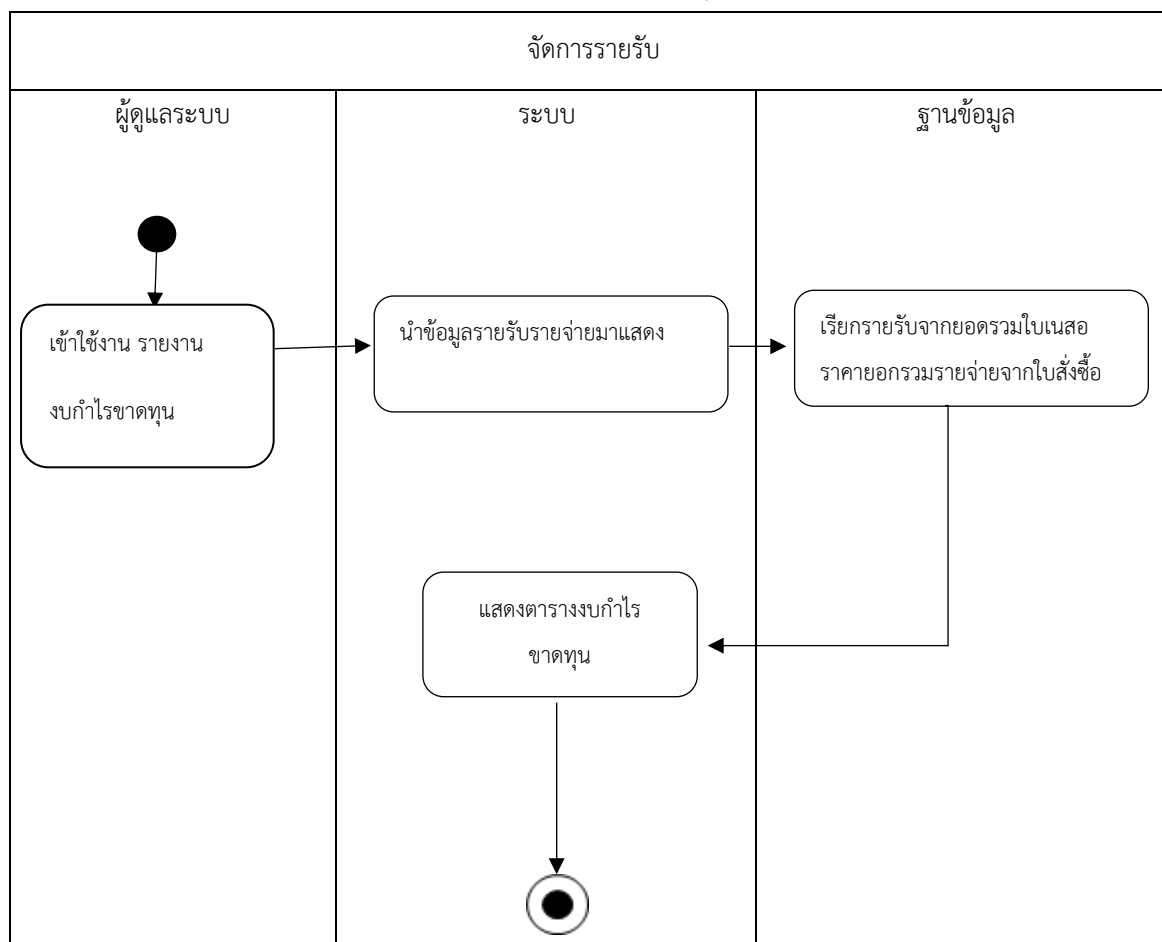 จัดการรายรับ
ผู้ดูแลระบบ
ระบบ
ฐานข้อมูล
เข้าใช้งาน รายงาน
งบกำไรขาดทุน
นำข้อมูลรายรับรายจ่ายมาแสดง
เรียกรายรับจากยอดรวมใบเนสอ
ราคายอกรวมรายจ่ายจากใบสั่งซื้อ
แสดงตารางงบกำไร
ขาดทุน